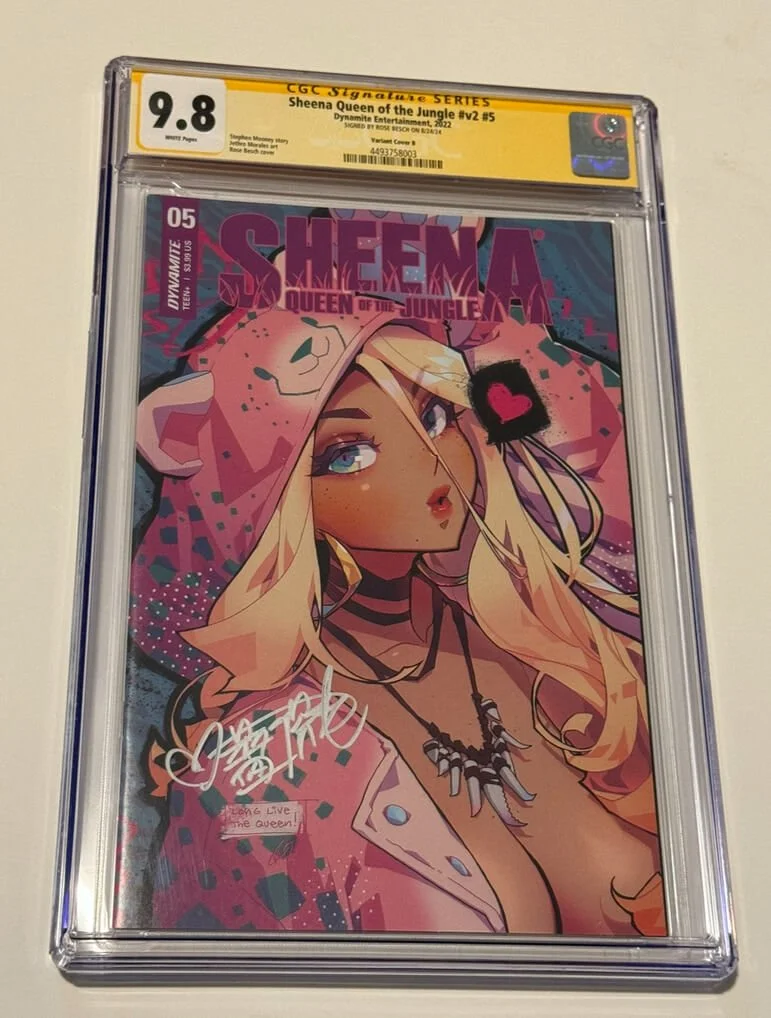 CGC Signature SERIES
9.8
WHITE Pages
Sheena Queen of the Jungle #v2 #5
Dynamite Entertainment, 2022
SIGNED BY ROSE BESCH ON 8/24/24
Stephen Mooney story
Jethro Morales art
Rose Besch cover
Variant Cover B
4493758003
CGC
05
DYNAMITE.
TEEN+ | $3.99 US
SHEENA
QUEEN OF THE JUNGLE
LONG LIVE
THE QUEEN!